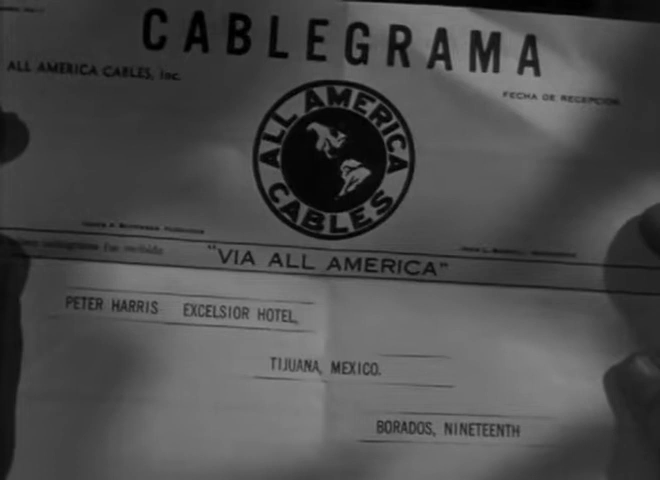 CABLEGRAMA
ALL AMERICA CABLES, Inc.
FECHA DE RECEPCION
ALL AMERICA
CABLES
"VIA ALL AMERICA"
PETER HARRIS EXCELSIOR HOTEL,
TIJUANA, MEXICO.
BORADOS, NINETEENTH